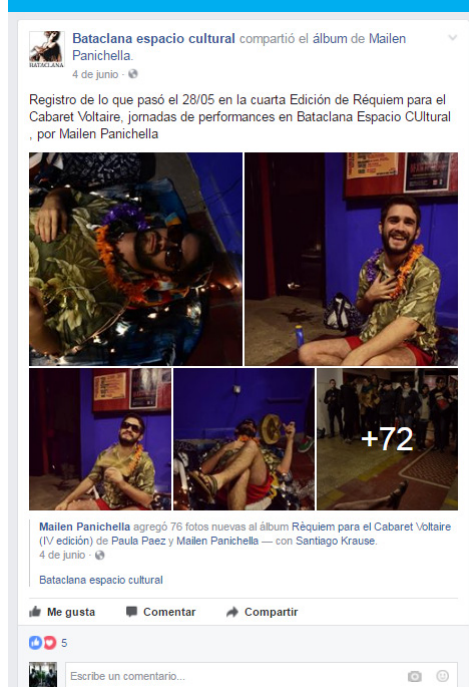 Bataclana espacio cultural compartió el álbum de Mailen
Panichella.
4 de junio ·
Registro de lo que pasó el 28/05 en la cuarta Edición de Réquiem para el
Cabaret Voltaire, jornadas de performances en Bataclana Espacio CUltural
, por Mailen Panichella
+72
Mailen Panichella agregó 76 fotos nuevas al álbum Rèquiem para el Cabaret Voltaire
(IV edición) de Paula Paez y Mailen Panichella — con Santiago Krause.
4 de junio ·
Bataclana espacio cultural
Me gusta Comentar Compartir
5
Escribe un comentario...